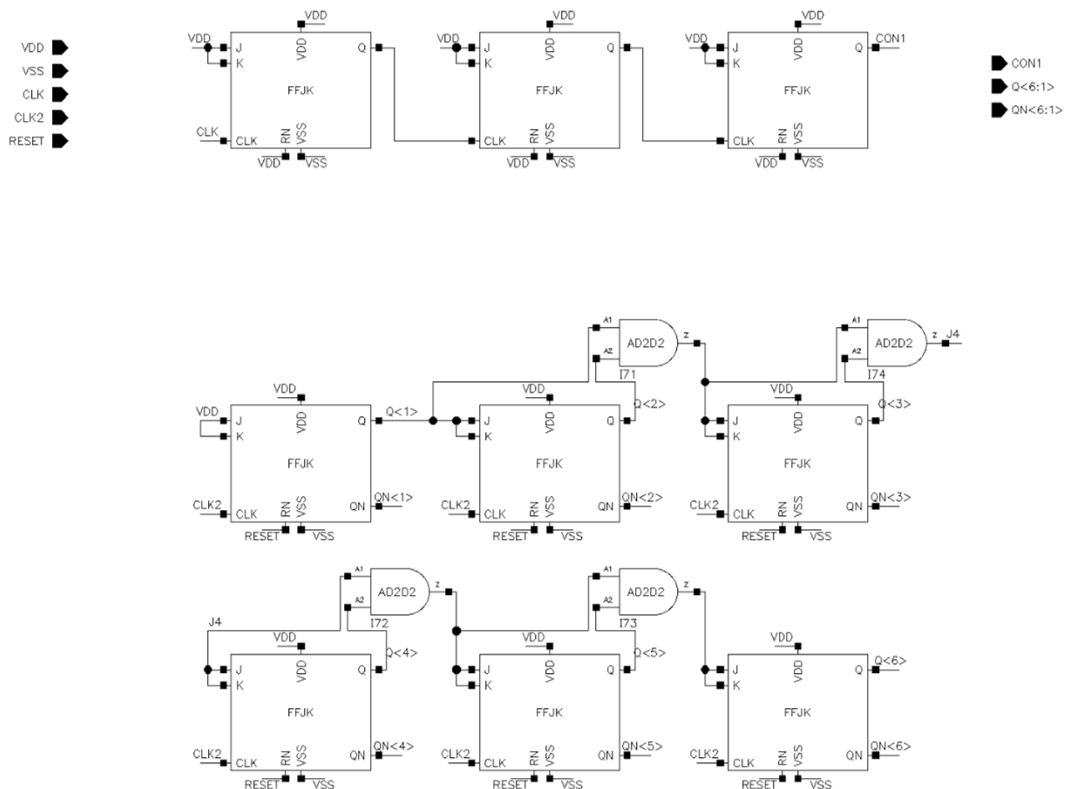 VDD
VSS
CLK
CLK2
RESET
VDD VDD VDD
VDD J Q VDD J Q VDD J Q CON1
K VDD K VDD K VDD
FFJK FFJK FFJK
CLK CLK RN VSS CLK RN VSS CLK RN VSS
VDD VSS VDD VSS VDD VSS
CON1
Q<6:1>
QN<6:1>
A1 A1
AD2D2 Z AD2D2 Z J4
A2 A2
I71 I74
VDD VDD Q<2> VDD Q<3>
VDD J Q Q<1> J Q J Q
K VDD K VDD K VDD
FFJK FFJK FFJK
QN QN<1> QN QN<2> QN QN<3>
CLK2 CLK RN VSS CLK2 CLK RN VSS CLK2 CLK RN VSS
RESET VSS RESET VSS RESET VSS
A1 A1
AD2D2 Z AD2D2 Z
A2 A2
J4 I72 I73
VDD Q<4> VDD Q<5> VDD
J Q J Q J Q Q<6>
K VDD K VDD K VDD
FFJK FFJK FFJK
QN QN<4> QN QN<5> QN QN<6>
CLK2 CLK RN VSS CLK2 CLK RN VSS CLK2 CLK RN VSS
RESET VSS RESET VSS RESET VSS